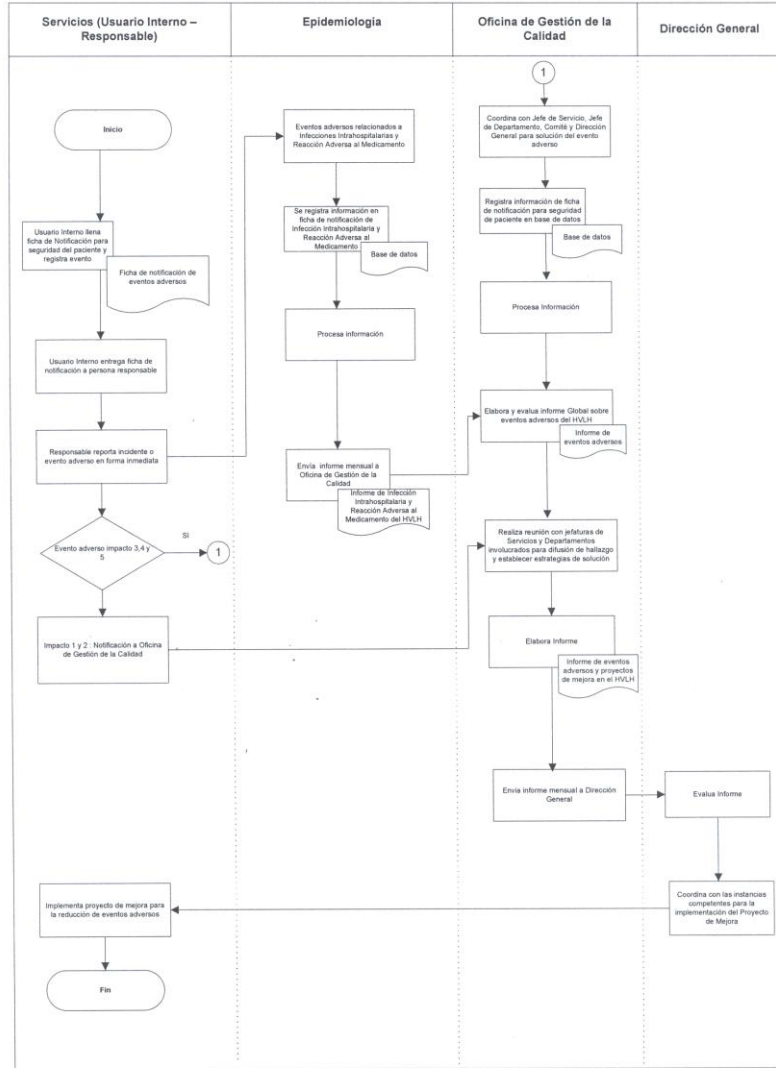 Servicios (Usuario Interno –
Responsable)
Epidemiología
Oficina de Gestión de la
Calidad
Dirección General
Inicio
Usuario Interno llena
ficha de Notificación para
seguridad del paciente y
registra evento
Ficha de notificación de
eventos adversos
Usuario Interno entrega ficha de
notificación a persona responsable
Responsable reporta incidente o
evento adverso en forma inmediata
Evento adverso impacto 3,4 y
5
SI
1
Impacto 1 y 2 : Notificación a Oficina
de Gestión de la Calidad
Implementa proyecto de mejora para
la reducción de eventos adversos
Fin
Eventos adversos relacionados a
Infecciones Intrahospitalarias y
Reacción Adversa al Medicamento
Se registra información en
ficha de notificación de
Infección Intrahospitalaria y
Reacción Adversa al
Medicamento
Base de datos
Procesa información
Envía informe mensual a
Oficina de Gestión de la
Calidad
Informe de Infección
Intrahospitalaria y
Reacción Adversa al
Medicamento del HVLH
1
Coordina con Jefe de Servicio, Jefe
de Departamento, Comité y Dirección
General para solución del evento
adverso
Registra información de ficha
de notificación para seguridad
de paciente en base de datos
Base de datos
Procesa Información
Elabora y evalua informe Global sobre
eventos adversos del HVLH
Informe de
eventos adversos
Realiza reunión con jefaturas de
Servicios y Departamentos
involucrados para difusión de hallazgo
y establecer estrategias de solución
Elabora Informe
Informe de eventos
adversos y proyectos
de mejora en el HVLH
Envia informe mensual a Dirección
General
Evalua Informe
Coordina con las instancias
competentes para la
implementación del Proyecto
de Mejora